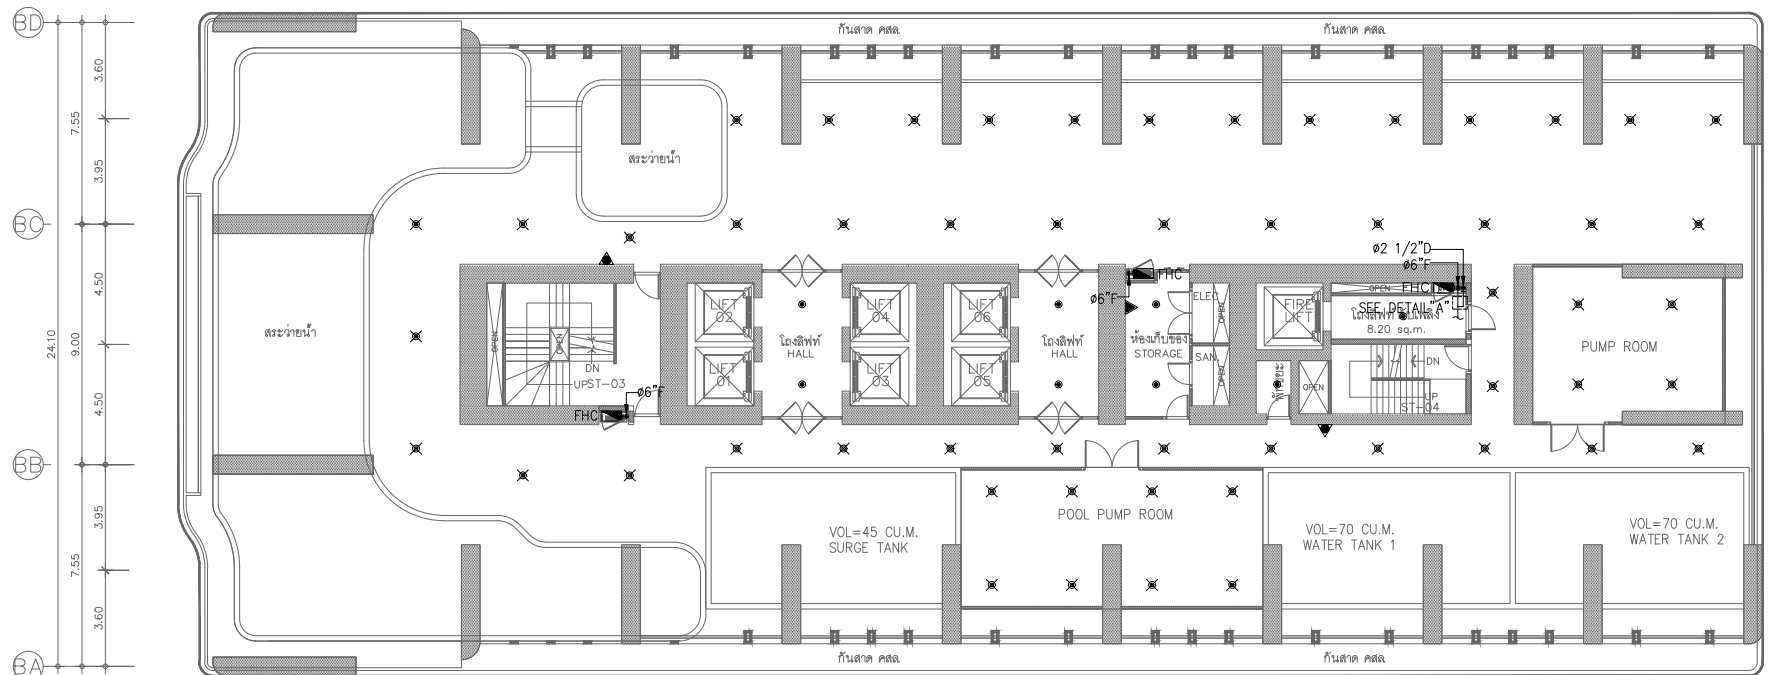 BD
กันสาด คสล.
กันสาด คสล.
3.60
7.55
3.95
สระว่ายน้ำ
BC
ø2 1/2"D
ø6"F
FHC
FHC
ø6"F
SEE DETAIL "A"
4.50
24.10
9.00
4.50
สระว่ายน้ำ
OPEN
OPEN
DN
UP
ST-03
FHC
ø6"F
LIFT
02
LIFT
01
โถงลิฟท์
HALL
LIFT
04
LIFT
03
LIFT
06
LIFT
05
โถงลิฟท์
HALL
ห้องเก็บของ
STORAGE
ELEC.
OPEN
SAN.
OPEN
FIRE
LIFT
OPEN
8.20 sq.m.
OPEN
DN
UP
ST-04
PUMP ROOM
BB
3.95
7.55
3.60
VOL=45 CU.M.
SURGE TANK
POOL PUMP ROOM
VOL=70 CU.M.
WATER TANK 1
VOL=70 CU.M.
WATER TANK 2
BA
กันสาด คสล.
กันสาด คสล.